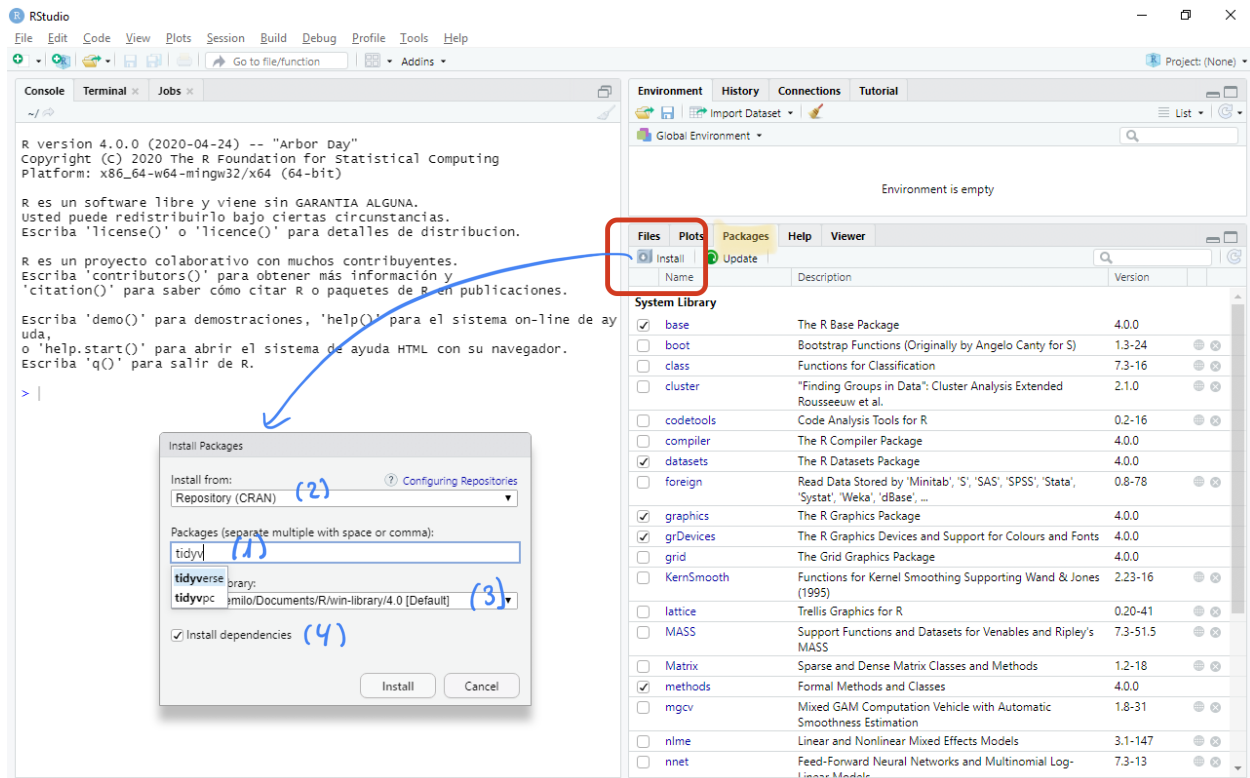 RStudio
File Edit Code View Plots Session Build Debug Profile Tools Help
Go to file/function Addins Project: (None)
Console Terminal Jobs
~/
R version 4.0.0 (2020-04-24) -- "Arbor Day"
Copyright (C) 2020 The R Foundation for Statistical Computing
Platform: x86_64-w64-mingw32/x64 (64-bit)
R es un software libre y viene sin GARANTIA ALGUNA.
Usted puede redistribuirlo bajo ciertas circunstancias.
Escriba 'license()' o 'licence()' para detalles de distribucion.
R es un proyecto colaborativo con muchos contribuyentes.
Escriba 'contributors()' para obtener más información y
'citation()' para saber cómo citar R o paquetes de R en publicaciones.
Escriba 'demo()' para demostraciones, 'help()' para el sistema on-line de ay
uda,
o 'help.start()' para abrir el sistema de ayuda HTML con su navegador.
Escriba 'q()' para salir de R.
>
Install Packages
Install from: (2) ? Configuring Repositories
Repository (CRAN)
Packages (separate multiple with space or comma):
tidyv (1)
tidyverse
tidyvpc
brary:
emilo/Documents/R/win-library/4.0 [Default] (3)
Install dependencies (4)
Install Cancel
Environment History Connections Tutorial
Import Dataset List
Global Environment
Environment is empty
Files Plots Packages Help Viewer
Install Update
Name Description Version
System Library
base The R Base Package 4.0.0
boot Bootstrap Functions (Originally by Angelo Canty for S) 1.3-24
class Functions for Classification 7.3-16
cluster "Finding Groups in Data": Cluster Analysis Extended 2.1.0
Rousseeuw et al.
codetools Code Analysis Tools for R 0.2-16
compiler The R Compiler Package 4.0.0
datasets The R Datasets Package 4.0.0
foreign Read Data Stored by 'Minitab', 'S', 'SAS', 'SPSS', 'Stata', 0.8-78
'Systat', 'Weka', 'dBase', ...
graphics The R Graphics Package 4.0.0
grDevices The R Graphics Devices and Support for Colours and Fonts 4.0.0
grid The Grid Graphics Package 4.0.0
KernSmooth Functions for Kernel Smoothing Supporting Wand & Jones 2.23-16
(1995)
lattice Trellis Graphics for R 0.20-41
MASS Support Functions and Datasets for Venables and Ripley's 7.3-51.5
MASS
Matrix Sparse and Dense Matrix Classes and Methods 1.2-18
methods Formal Methods and Classes 4.0.0
mgcv Mixed GAM Computation Vehicle with Automatic 1.8-31
Smoothness Estimation
nlme Linear and Nonlinear Mixed Effects Models 3.1-147
nnet Feed-Forward Neural Networks and Multinomial Log- 7.3-13
Linear Models